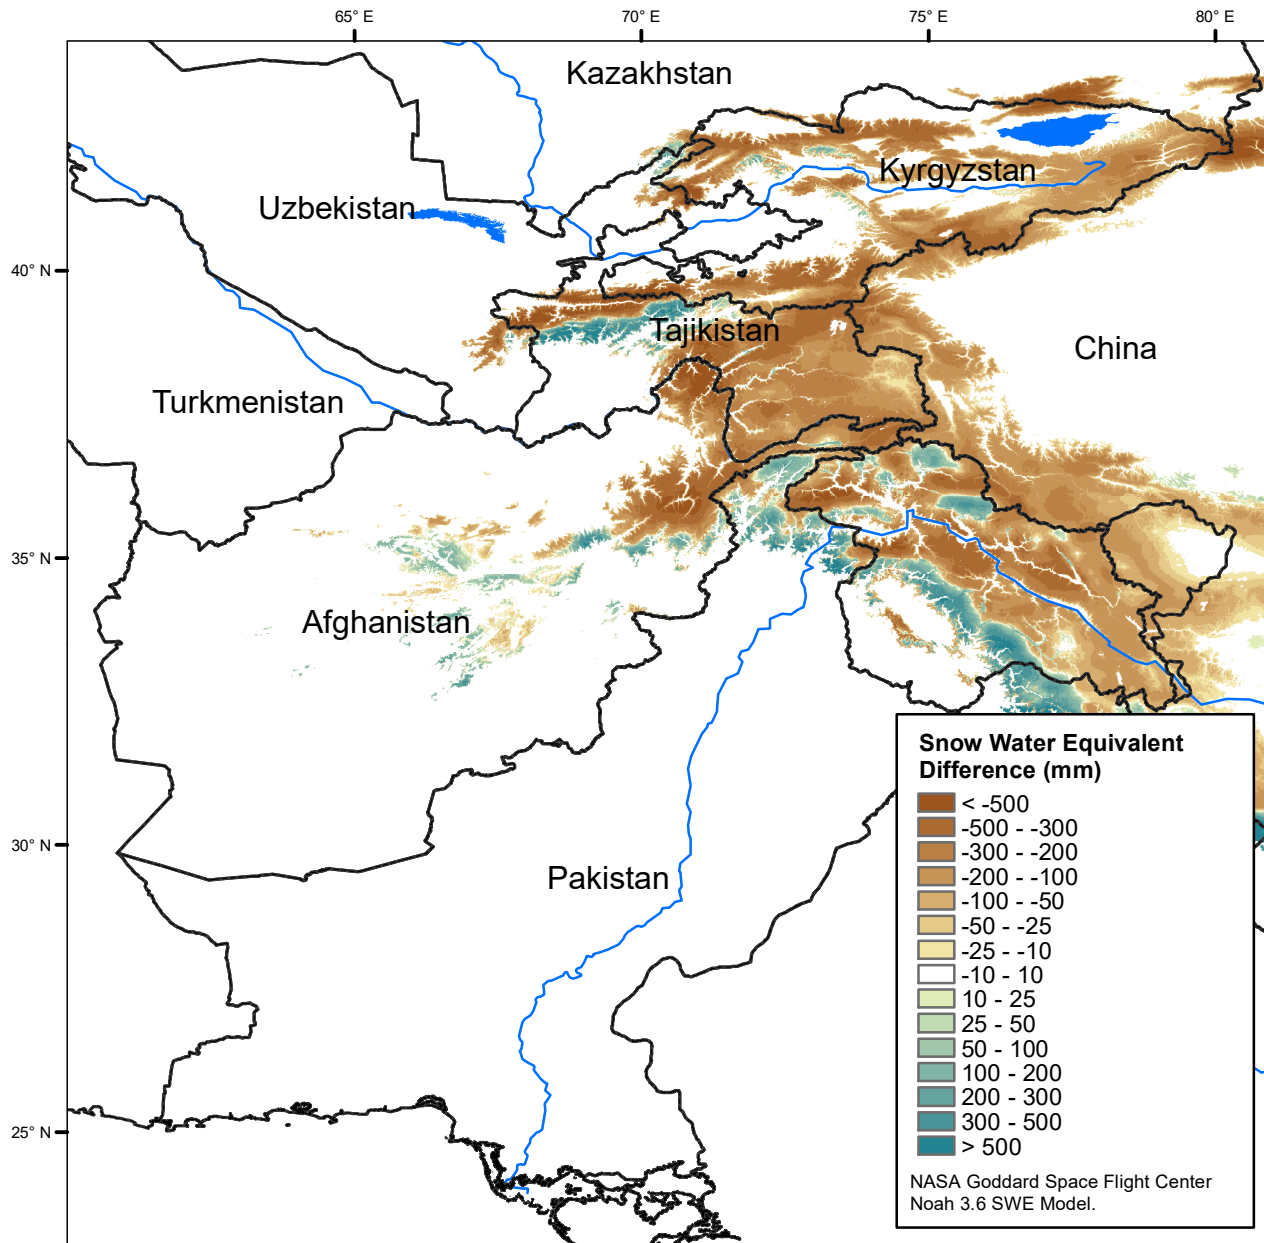 65° E
70° E
75° E
80° E
Kazakhstan
Kyrgyzstan
Uzbekistan
40° N
Tajikistan
China
Turkmenistan
35° N
Afghanistan
Snow Water Equivalent
Difference (mm)
< -500
-500 - -300
-300 - -200
-200 - -100
-100 - -50
-50 - -25
-25 - -10
-10 - 10
10 - 25
25 - 50
50 - 100
100 - 200
200 - 300
300 - 500
> 500
30° N
Pakistan
25° N
NASA Goddard Space Flight Center
Noah 3.6 SWE Model.